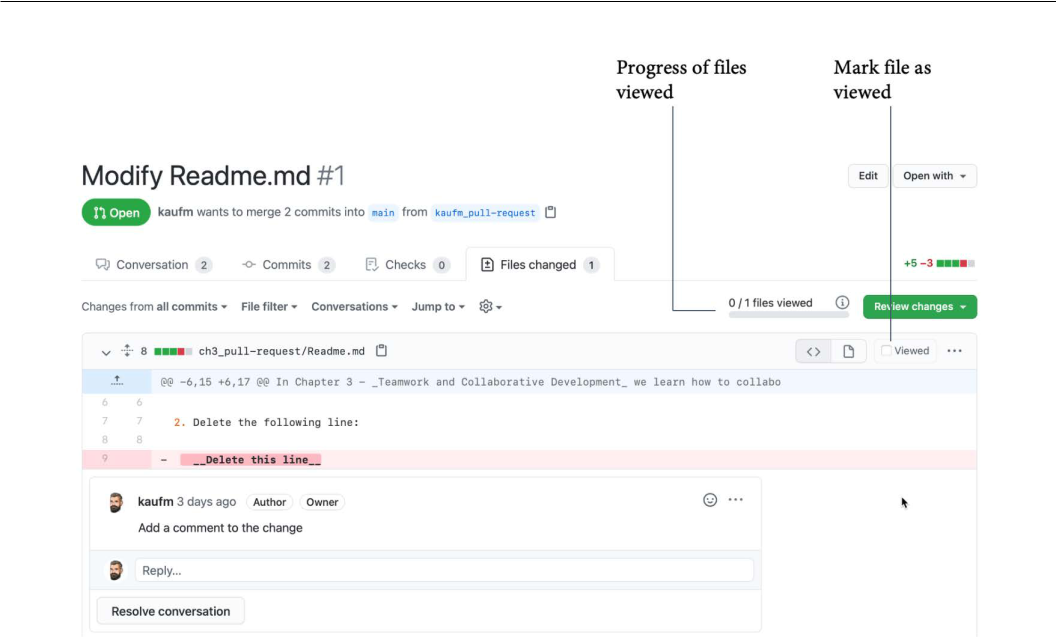 Progress of files
viewed
Mark file as
viewed
Modify Readme.md #1
Edit
Open with
Open
kaufm wants to merge 2 commits into main from kaufm_pull-request
Conversation 2
Commits 2
Checks 0
Files changed 1
+5 −3
Changes from all commits
File filter
Conversations
Jump to
0 / 1 files viewed
Review changes
8
ch3_pull-request/Readme.md
<>
Viewed
@@ -6,15 +6,17 @@ In Chapter 3 – _Teamwork and Collaborative Development_ we learn how to collabo
6 6
7 7 2. Delete the following line:
8 8
9 - __Delete this line__
kaufm 3 days ago Author Owner
Add a comment to the change
Reply...
Resolve conversation